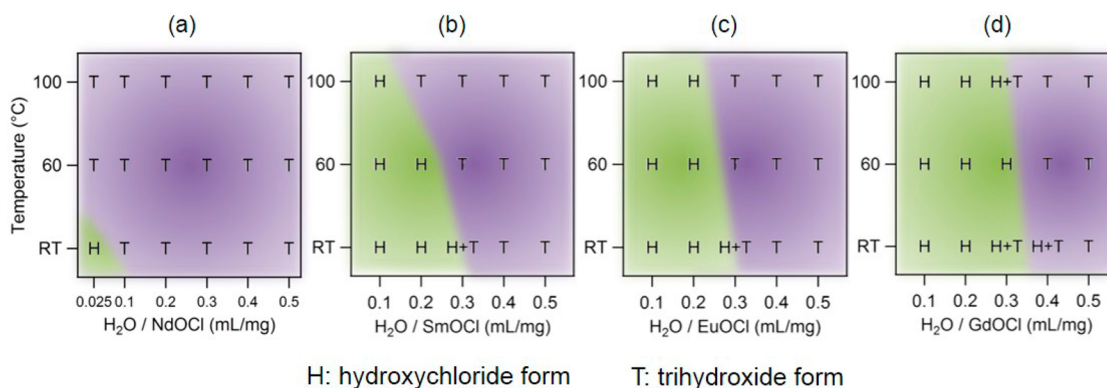 (a) (b) (c) (d)
Temperature (°C)
100 T T T T T T
60 T T T T T T
RT H T T T T T
0.025 0.1 0.2 0.3 0.4 0.5
H₂O / NdOCl (mL/mg)
100 H T T T T
60 H H T T T
RT H H H+T T T
0.1 0.2 0.3 0.4 0.5
H₂O / SmOCl (mL/mg)
100 H H T T T
60 H H T T T
RT H H H+T T T
0.1 0.2 0.3 0.4 0.5
H₂O / EuOCl (mL/mg)
100 H H H+T T T
60 H H H T T
RT H H H+T H+T T
0.1 0.2 0.3 0.4 0.5
H₂O / GdOCl (mL/mg)
H: hydroxychloride form T: trihydroxide form